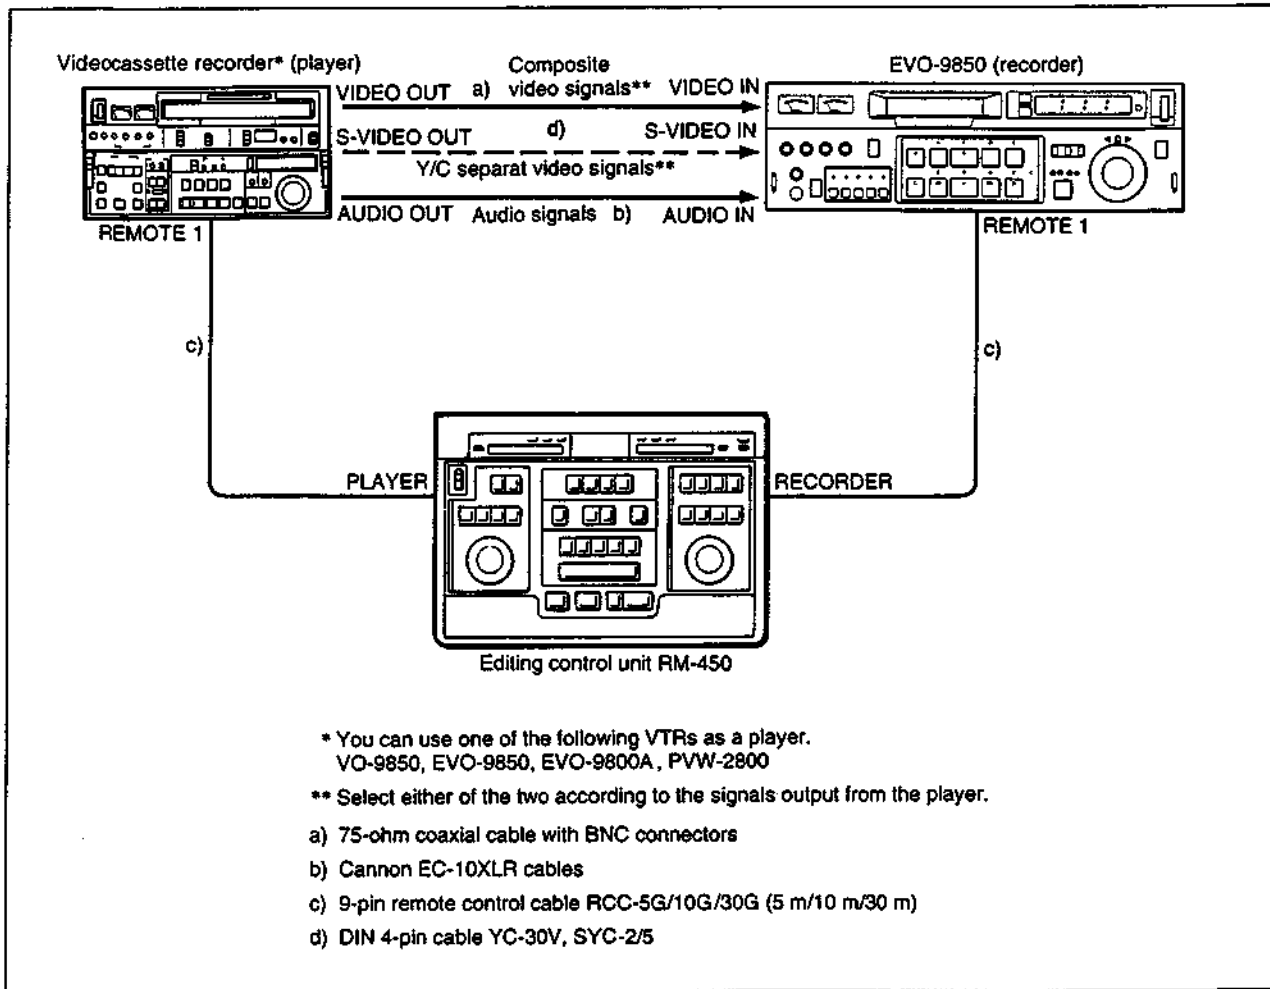 Videocassette recorder* (player)
Composite
video signals**
EVO-9850 (recorder)
VIDEO OUT a) VIDEO IN
S-VIDEO OUT d) S-VIDEO IN
Y/C separat video signals**
AUDIO OUT Audio signals b) AUDIO IN
REMOTE 1
REMOTE 1
c)
c)
PLAYER
RECORDER
Editing control unit RM-450
* You can use one of the following VTRs as a player.
VO-9850, EVO-9850, EVO-9800A, PVW-2800
** Select either of the two according to the signals output from the player.
a) 75-ohm coaxial cable with BNC connectors
b) Cannon EC-10XLR cables
c) 9-pin remote control cable RCC-5G/10G/30G (5 m/10 m/30 m)
d) DIN 4-pin cable YC-30V, SYC-2/5